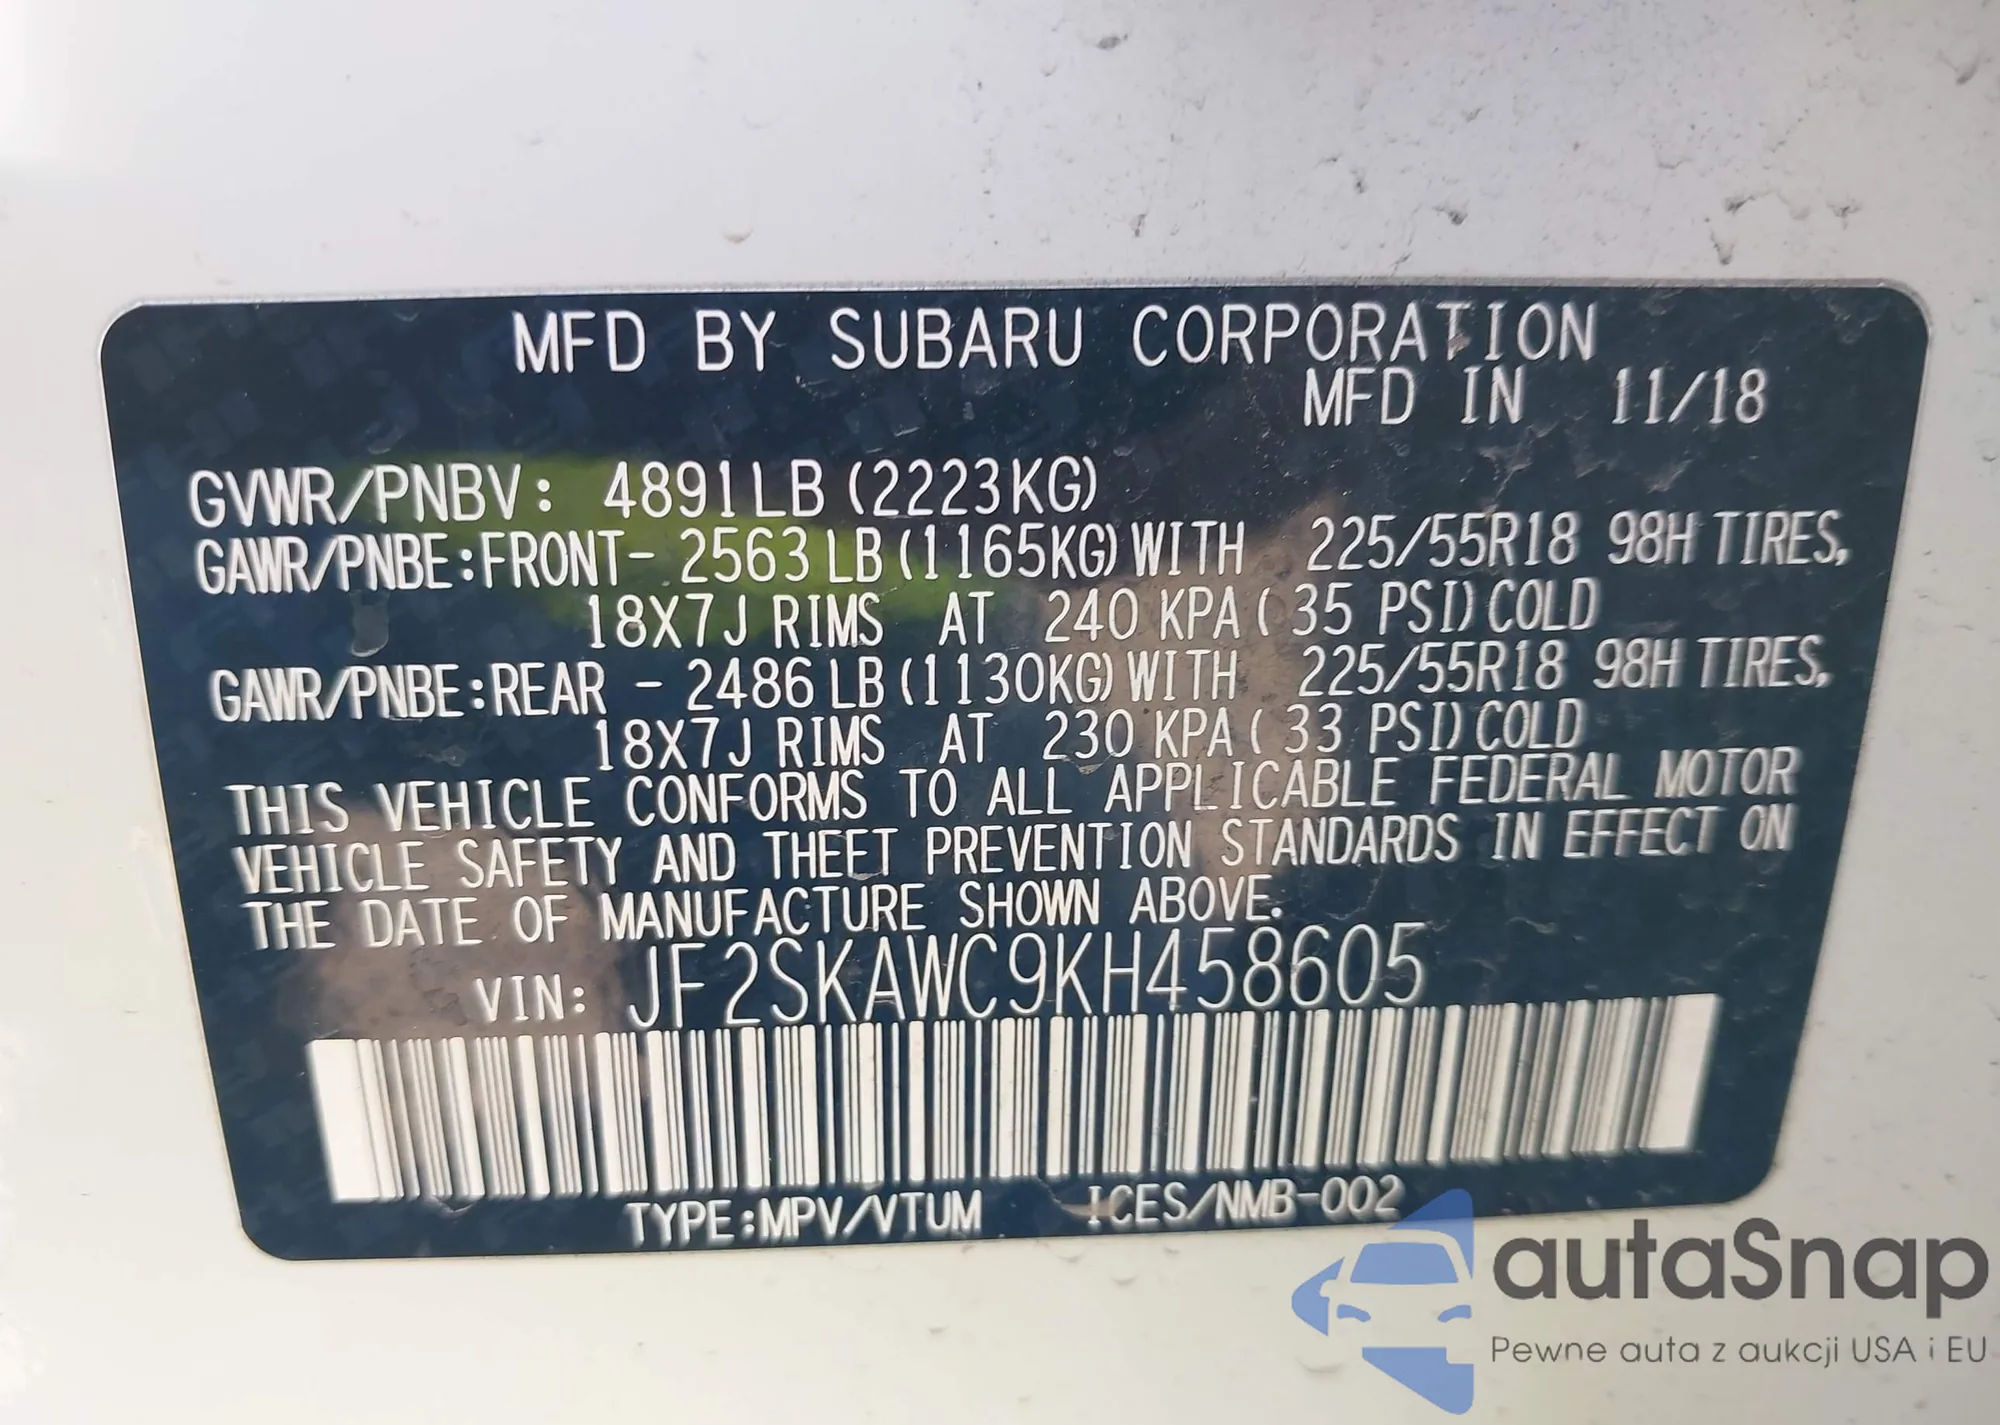 MFD BY SUBARU CORPORATION
MFD IN 11/18
GVWR/PNBV: 4891LB (2223KG)
GAWR/PNBE:FRONT- 2563LB(1165KG)WITH 225/55R18 98H TIRES,
18X7J RIMS AT 240 KPA( 35 PSI)COLD
GAWR/PNBE:REAR - 2486LB(1130KG)WITH 225/55R18 98H TIRES,
18X7J RIMS AT 230 KPA( 33 PSI)COLD
THIS VEHICLE CONFORMS TO ALL APPLICABLE FEDERAL MOTOR
VEHICLE SAFETY AND THEFT PREVENTION STANDARDS IN EFFECT ON
THE DATE OF MANUFACTURE SHOWN ABOVE.
VIN: JF2SKAWC9KH458605
TYPE:MPV/VTUM ICES/NMB-002
autaSnap
Pewne auta z aukcji USA i EU